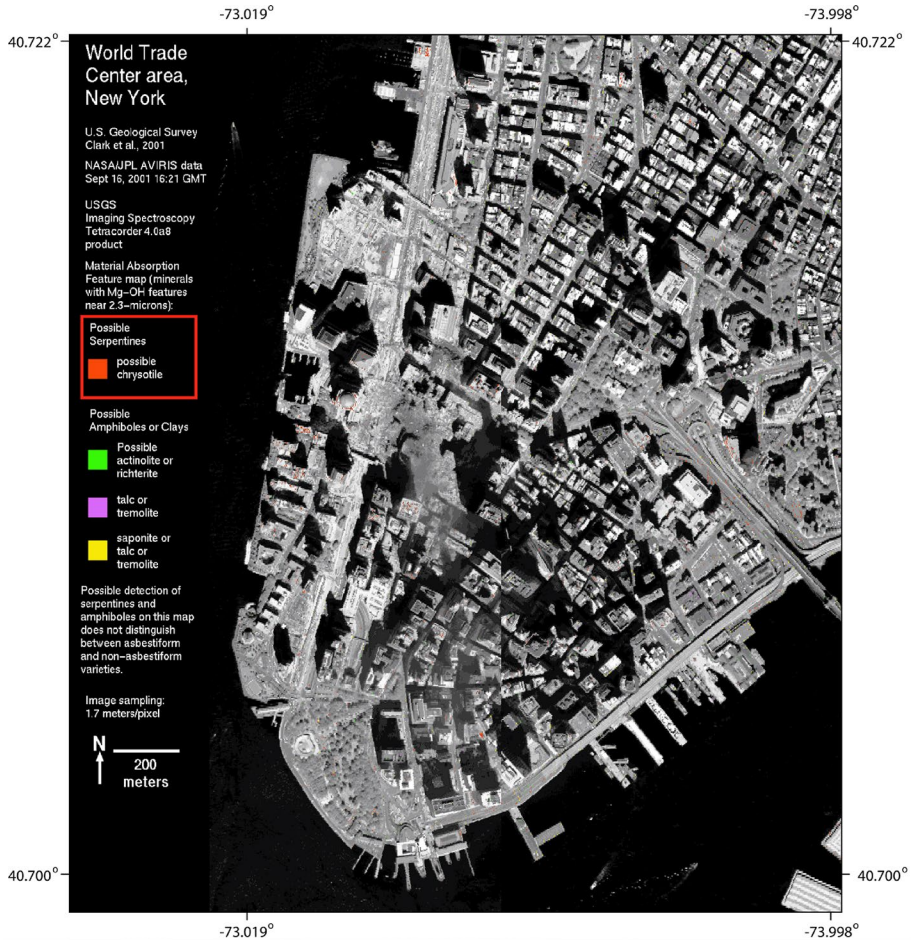 -73.019°
-73.998°
40.722°
40.722°
World Trade
Center area,
New York
U.S. Geological Survey
Clark et al., 2001
NASA/JPL AVIRIS data
Sept 16, 2001 16:21 GMT
USGS
Imaging Spectroscopy
Tetracorder 4.0a8
product
Material Absorption
Feature map (minerals
with Mg-OH features
near 2.3-microns):
Possible
Serpentines
possible
chrysotile
Possible
Amphiboles or Clays
Possible
actinolite or
richterite
talc or
tremolite
saponite or
talc or
tremolite
Possible detection of
serpentines and
amphiboles on this map
does not distinguish
between asbestiform
and non-asbestiform
varieties.
Image sampling:
1.7 meters/pixel
N
200
meters
40.700°
40.700°
-73.019°
-73.998°